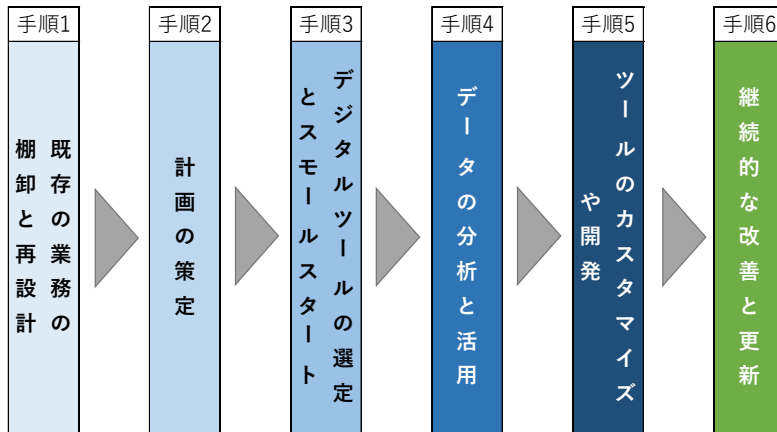 手順1
既存の業務の
棚卸と再設計
手順2
計画の策定
手順3
デジタルツールの選定
とスモールスタート
手順4
データの分析と活用
手順5
ツールのカスタマイズ
や開発
手順6
継続的な改善と更新